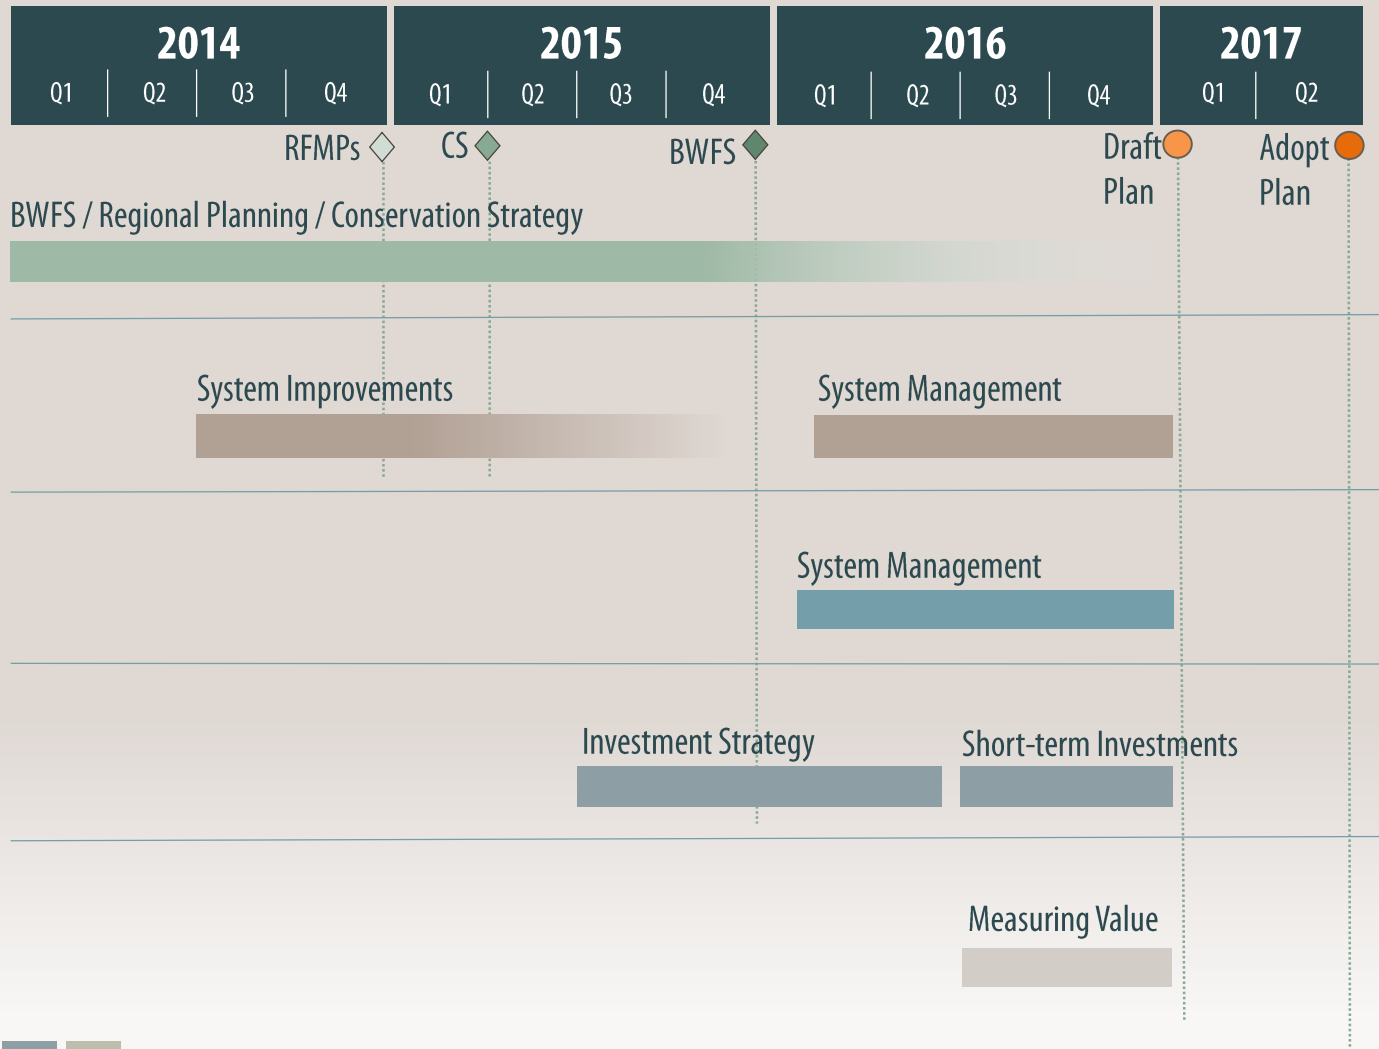 2014 2015 2016 2017
Q1 Q2 Q3 Q4 Q1 Q2 Q3 Q4 Q1 Q2 Q3 Q4 Q1 Q2
RFMPs CS BWFS Draft Plan Adopt Plan
BWFS / Regional Planning / Conservation Strategy
System Improvements System Management
System Management
Investment Strategy Short-term Investments
Measuring Value